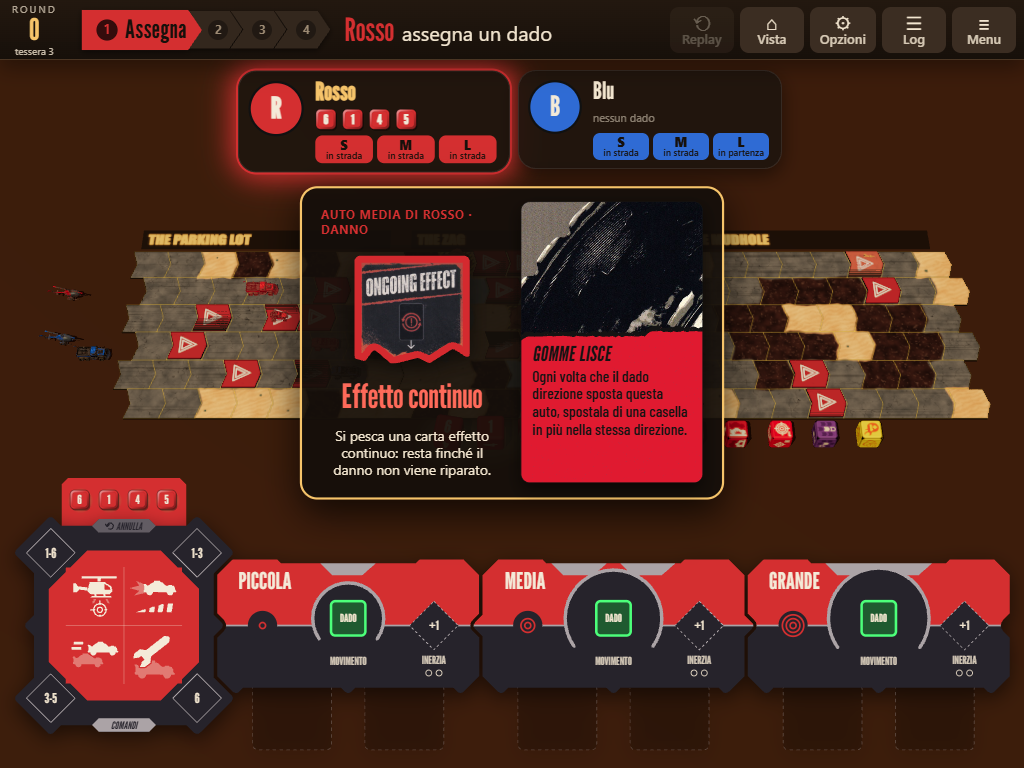 ROUND
0
tessera 3
1 Assegna
2
3
4
Rosso assegna un dado
Replay
Vista
Opzioni
Log
Menu
R
Rosso
6 1 4 5
S
in strada
M
in strada
L
in strada
B
Blu
nessun dado
S
in strada
M
in strada
L
in partenza
THE PARKING LOT
AUTO MEDIA DI ROSSO ·
DANNO
ONGOING EFFECT
Effetto continuo
Si pesca una carta effetto
continuo: resta finché il
danno non viene riparato.
GOMME LISCE
Ogni volta che il dado
direzione sposta questa
auto, spostala di una casella
in più nella stessa direzione.
6 1 4 5
ANNULLA
1-6
1-3
3-5
6
COMANDI
PICCOLA
DADO
MOVIMENTO
+1
INERZIA
MEDIA
DADO
MOVIMENTO
+1
INERZIA
GRANDE
DADO
MOVIMENTO
+1
INERZIA